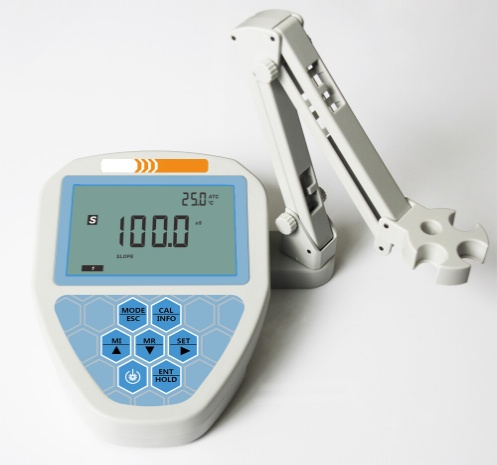 25.0 ATC
°C
S
100.0
SLOPE
MODE
ESC
CAL
INFO
MI
MR
SET
ENT
HOLD